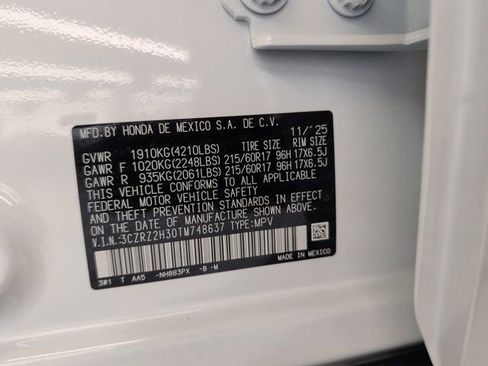 MFD.BY HONDA DE MEXICO S.A. DE C.V. 11/'25
GVWR 1910KG(4210LBS) TIRE SIZE RIM SIZE
GAWR F 1020KG(2248LBS) 215/60R17 96H 17X6.5J
GAWR R 935KG(2061LBS) 215/60R17 96H 17X6.5J
THIS VEHICLE CONFORMS TO ALL APPLICABLE
FEDERAL MOTOR VEHICLE SAFETY
STANDARDS IN EFFECT ON THE DATE OF
MANUFACTURE SHOWN ABOVE.
V.I.N.:3CZRZ2H30TM748637 TYPE:MPV
3W1 T AA5 -NH883PX -B -M
MADE IN MEXICO